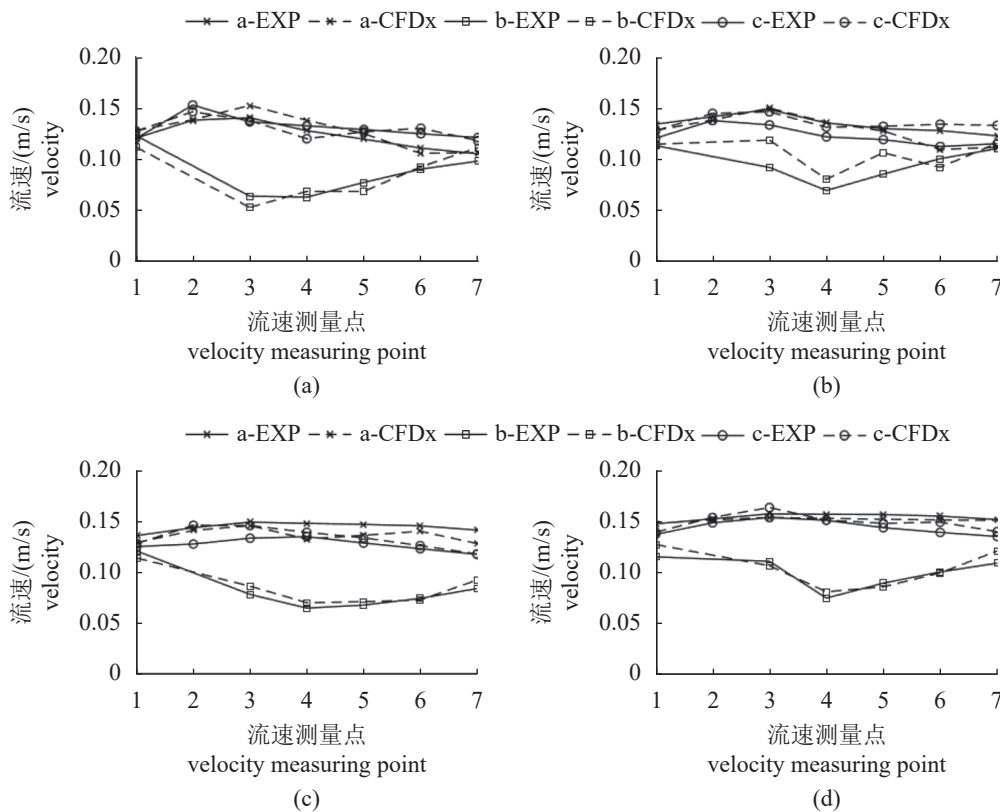 a-EXP a-CFDx b-EXP b-CFDx c-EXP c-CFDx
0.20
0.15
0.10
0.05
0
流速/(m/s)
velocity
1 2 3 4 5 6 7
流速测量点
velocity measuring point
(a)
0.20
0.15
0.10
0.05
0
流速/(m/s)
velocity
1 2 3 4 5 6 7
流速测量点
velocity measuring point
(b)
a-EXP a-CFDx b-EXP b-CFDx c-EXP c-CFDx
0.20
0.15
0.10
0.05
0
流速/(m/s)
velocity
1 2 3 4 5 6 7
流速测量点
velocity measuring point
(c)
0.20
0.15
0.10
0.05
0
流速/(m/s)
velocity
1 2 3 4 5 6 7
流速测量点
velocity measuring point
(d)